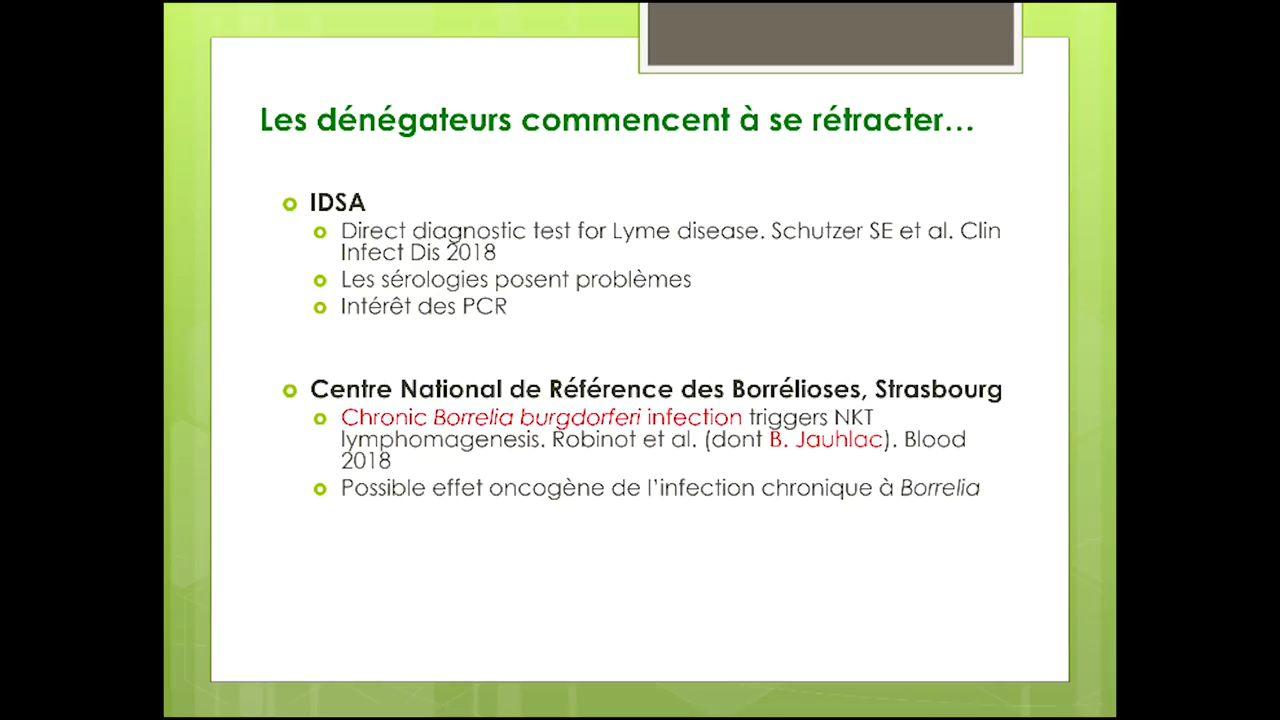 Les dénégateurs commencent à se rétracter...
IDSA
Direct diagnostic test for Lyme disease. Schutzer SE et al. Clin
Infect Dis 2018
Les sérologies posent problèmes
Intérêt des PCR
Centre National de Référence des Borrélioses, Strasbourg
Chronic Borrelia burgdorferi infection triggers NKT
lymphomagenesis. Robinot et al. (dont B. Jauhlac). Blood
2018
Possible effet oncogène de l'infection chronique à Borrelia